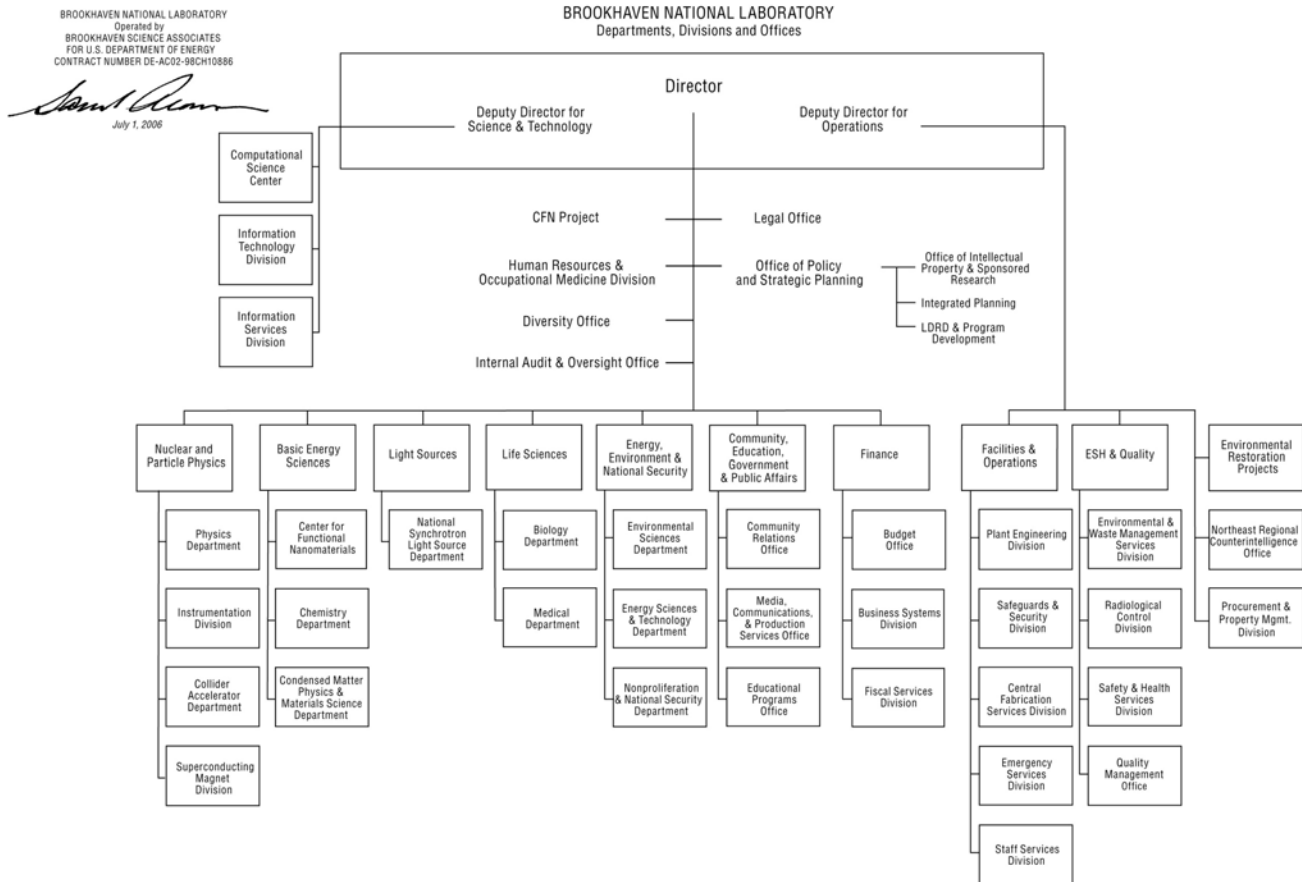 BROOKHAVEN NATIONAL LABORATORY
Operated by
BROOKHAVEN SCIENCE ASSOCIATES
FOR U.S. DEPARTMENT OF ENERGY
CONTRACT NUMBER DE-AC02-98CH10886
July 1, 2006
BROOKHAVEN NATIONAL LABORATORY
Departments, Divisions and Offices
Director
Deputy Director for
Science & Technology
Deputy Director for
Operations
Computational
Science
Center
Information
Technology
Division
Information
Services
Division
CFN Project
Legal Office
Human Resources &
Occupational Medicine Division
Office of Policy
and Strategic Planning
Office of Intellectual
Property & Sponsored
Research
Integrated Planning
LDRD & Program
Development
Diversity Office
Internal Audit & Oversight Office
Nuclear and
Particle Physics
Physics
Department
Instrumentation
Division
Collider
Accelerator
Department
Superconducting
Magnet
Division
Basic Energy
Sciences
Center for
Functional
Nanomaterials
Chemistry
Department
Condensed Matter
Physics &
Materials Science
Department
Light Sources
National
Synchrotron
Light Source
Department
Life Sciences
Biology
Department
Medical
Department
Energy,
Environment &
National Security
Environmental
Sciences
Department
Energy Sciences
& Technology
Department
Nonproliferation
& National Security
Department
Community,
Education,
Government
& Public Affairs
Community
Relations
Office
Media,
Communications,
& Production
Services Office
Educational
Programs
Office
Finance
Budget
Office
Business Systems
Division
Fiscal Services
Division
Facilities &
Operations
Plant Engineering
Division
Safeguards &
Security
Division
Central
Fabrication
Services Division
Emergency
Services
Division
Staff Services
Division
ESH & Quality
Environmental &
Waste Management
Services
Division
Radiological
Control
Division
Safety & Health
Services
Division
Quality
Management
Office
Environmental
Restoration
Projects
Northeast Regional
Counterintelligence
Office
Procurement &
Property Mgmt.
Division